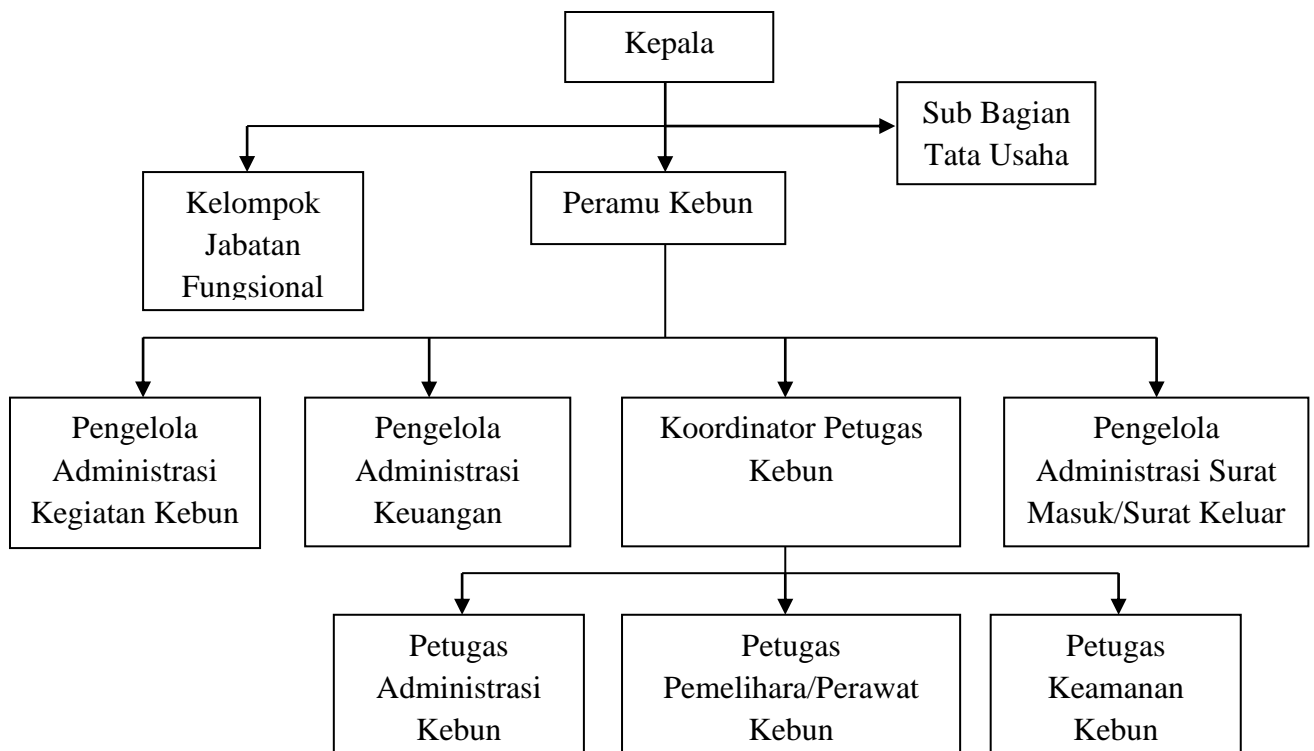 Kepala
Sub Bagian
Tata Usaha
Kelompok
Jabatan
Fungsional
Peramu Kebun
Pengelola
Administrasi
Kegiatan Kebun
Pengelola
Administrasi
Keuangan
Koordinator Petugas
Kebun
Pengelola
Administrasi Surat
Masuk/Surat Keluar
Petugas
Administrasi
Kebun
Petugas
Pemelihara/Perawat
Kebun
Petugas
Keamanan
Kebun